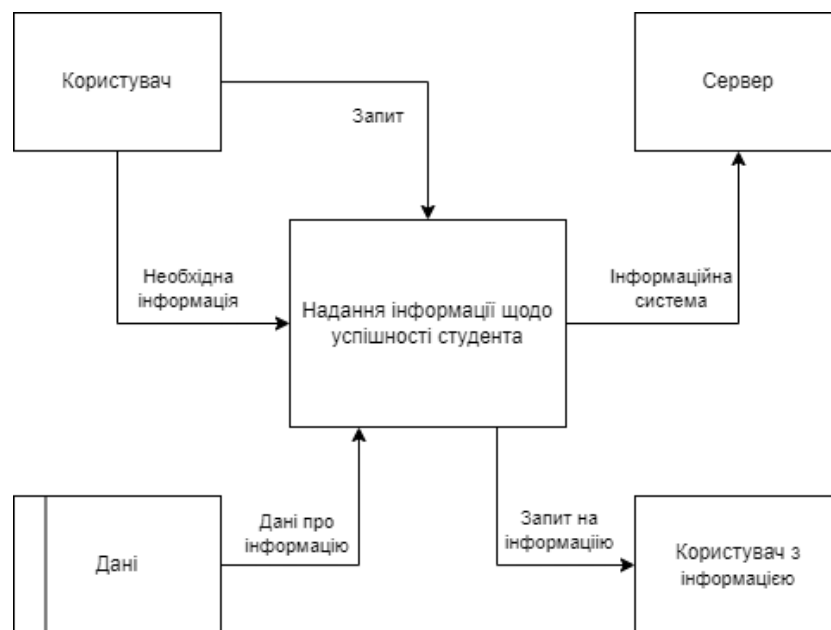 Користувач
Сервер
Запит
Необхідна
інформація
Надання інформації щодо
успішності студента
Інформаційна
система
Дані
Дані про
інформацію
Запит на
інформаціію
Користувач з
інформацією